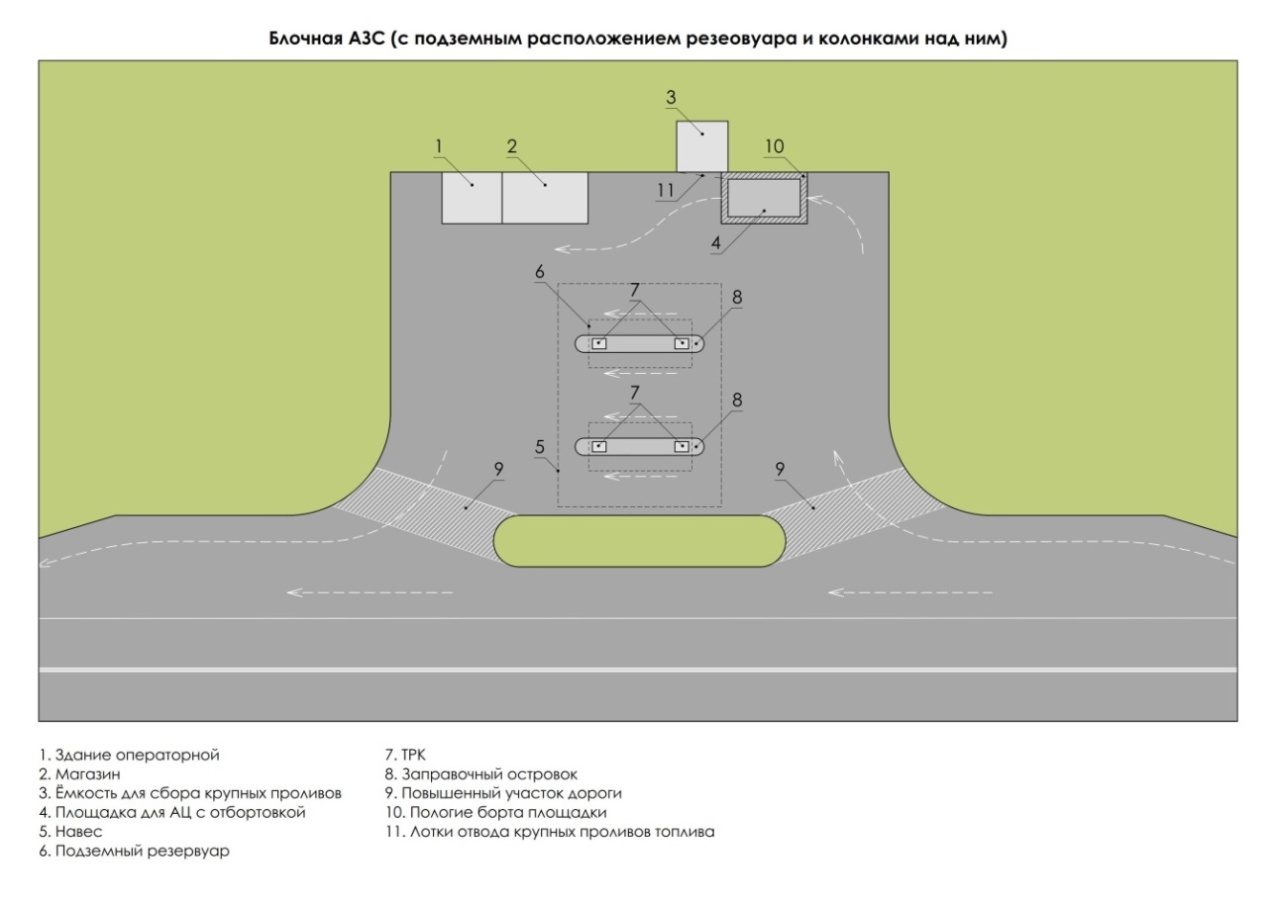 Блочная АЗС (с подземным расположением резеовуара и колонками над ним)
3
1
2
10
11
4
6
7
8
7
8
5
9
9
1. Здание операторной
2. Магазин
3. Ёмкость для сбора крупных проливов
4. Площадка для АЦ с отбортовкой
5. Навес
6. Подземный резервуар
7. ТРК
8. Заправочный островок
9. Повышенный участок дороги
10. Пологие борта площадки
11. Лотки отвода крупных проливов топлива